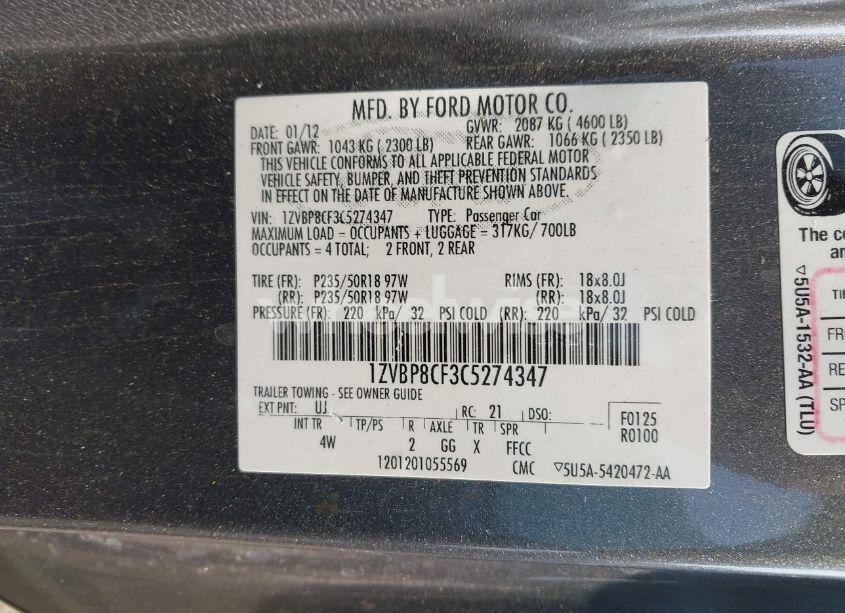 MFD. BY FORD MOTOR CO.
DATE: 01/12 GVWR: 2087 KG ( 4600 LB)
FRONT GAWR: 1043 KG ( 2300 LB) REAR GAWR: 1066 KG ( 2350 LB)
THIS VEHICLE CONFORMS TO ALL APPLICABLE FEDERAL MOTOR
VEHICLE SAFETY, BUMPER, AND THEFT PREVENTION STANDARDS
IN EFFECT ON THE DATE OF MANUFACTURE SHOWN ABOVE.
VIN: 1ZVBP8CF3C5274347 TYPE: Passenger Car
MAXIMUM LOAD – OCCUPANTS + LUGGAGE = 317KG/ 700LB
OCCUPANTS = 4 TOTAL; 2 FRONT, 2 REAR
TIRE (FR): P235/50R18 97W RIMS (FR): 18x8.0J
(RR): P235/50R18 97W (RR): 18x8.0J
PRESSURE (FR): 220 kPa/ 32 PSI COLD (RR): 220 kPa/ 32 PSI COLD
1ZVBP8CF3C5274347
TRAILER TOWING - SEE OWNER GUIDE
EXT PNT: UJ RC: 21 DSO: F0125
INT TR TP/PS R AXLE TR SPR R0100
4W 2 GG X FFCC
1201201055569 CMC ▽5U5A-5420472-AA
The co
an
▽5U5A-1532-AA (TLU)
TI
FR
RE
SP